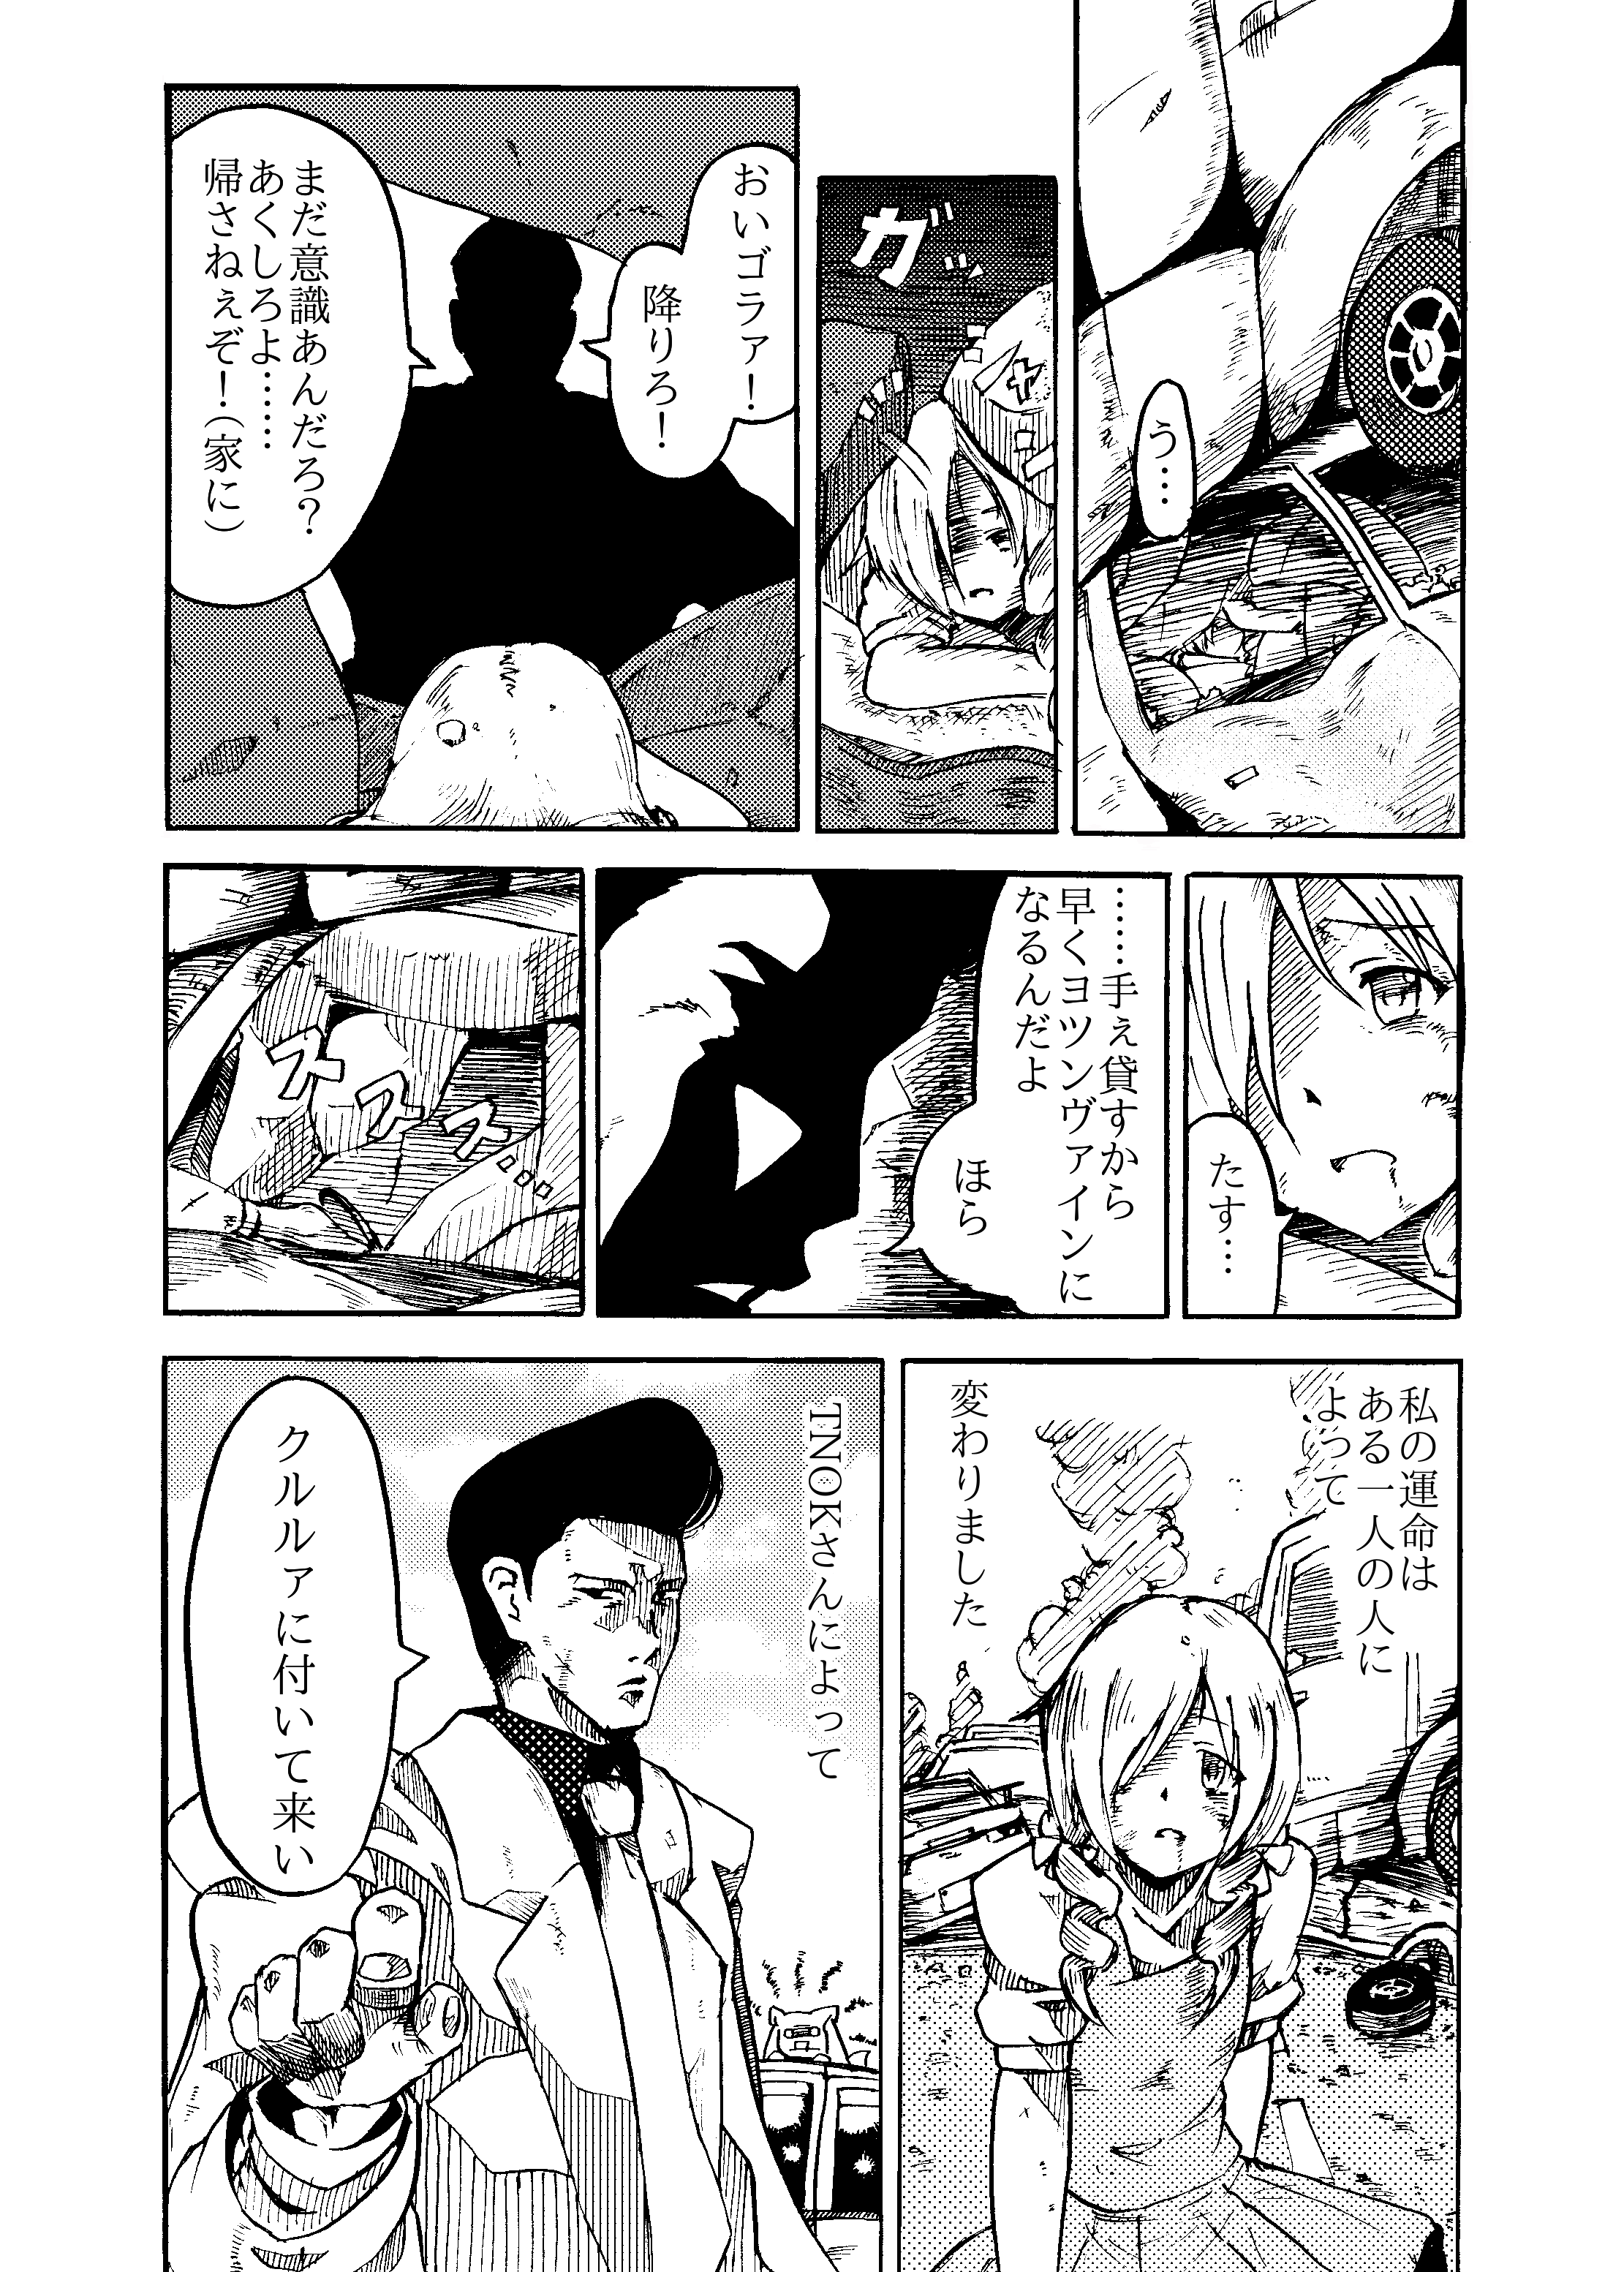 う…
ガッ
おいゴラァ！
降りろ！
まだ意識あんだろ？
あくしろよ……
帰さねぇぞ！（家に）
たす…
……手ぇ貸すから
早くヨツンヴァインに
なるんだよ
ほら
ススス
私の運命は
ある一人の人に
よって
変わりました
TNOKさんによって
クルルァに付いて来い